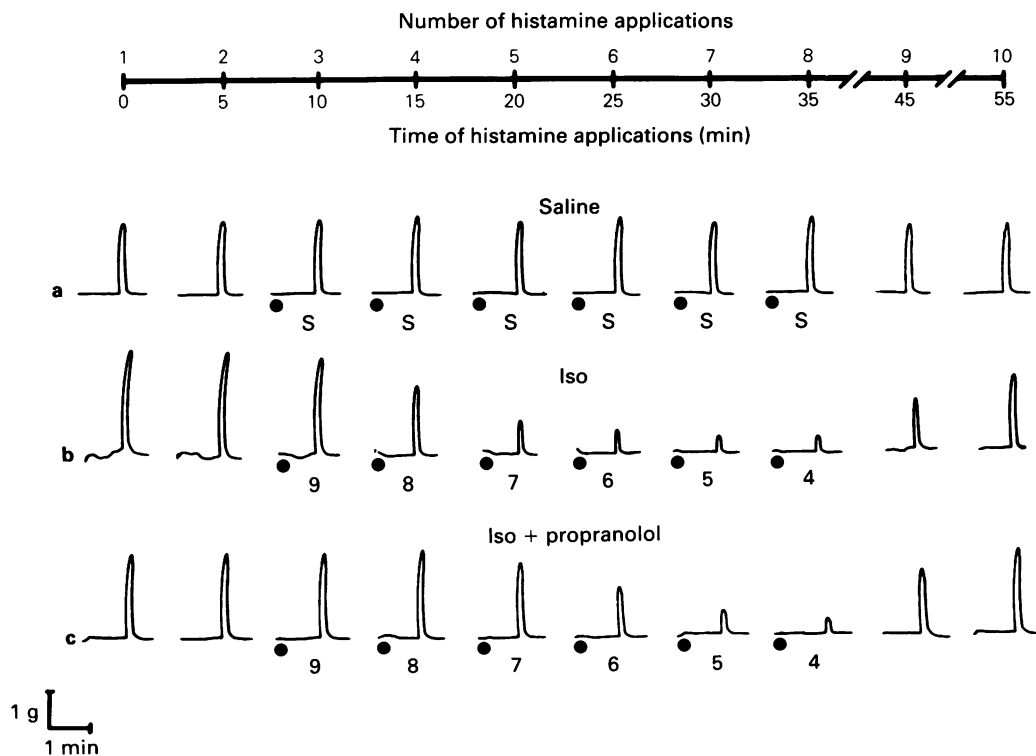 Number of histamine applications
1 2 3 4 5 6 7 8 9 10
0 5 10 15 20 25 30 35 45 55
Time of histamine applications (min)
Saline
a
S S S S S S
Iso
b
9 8 7 6 5 4
Iso + propranolol
c
9 8 7 6 5 4
1 g
1 min